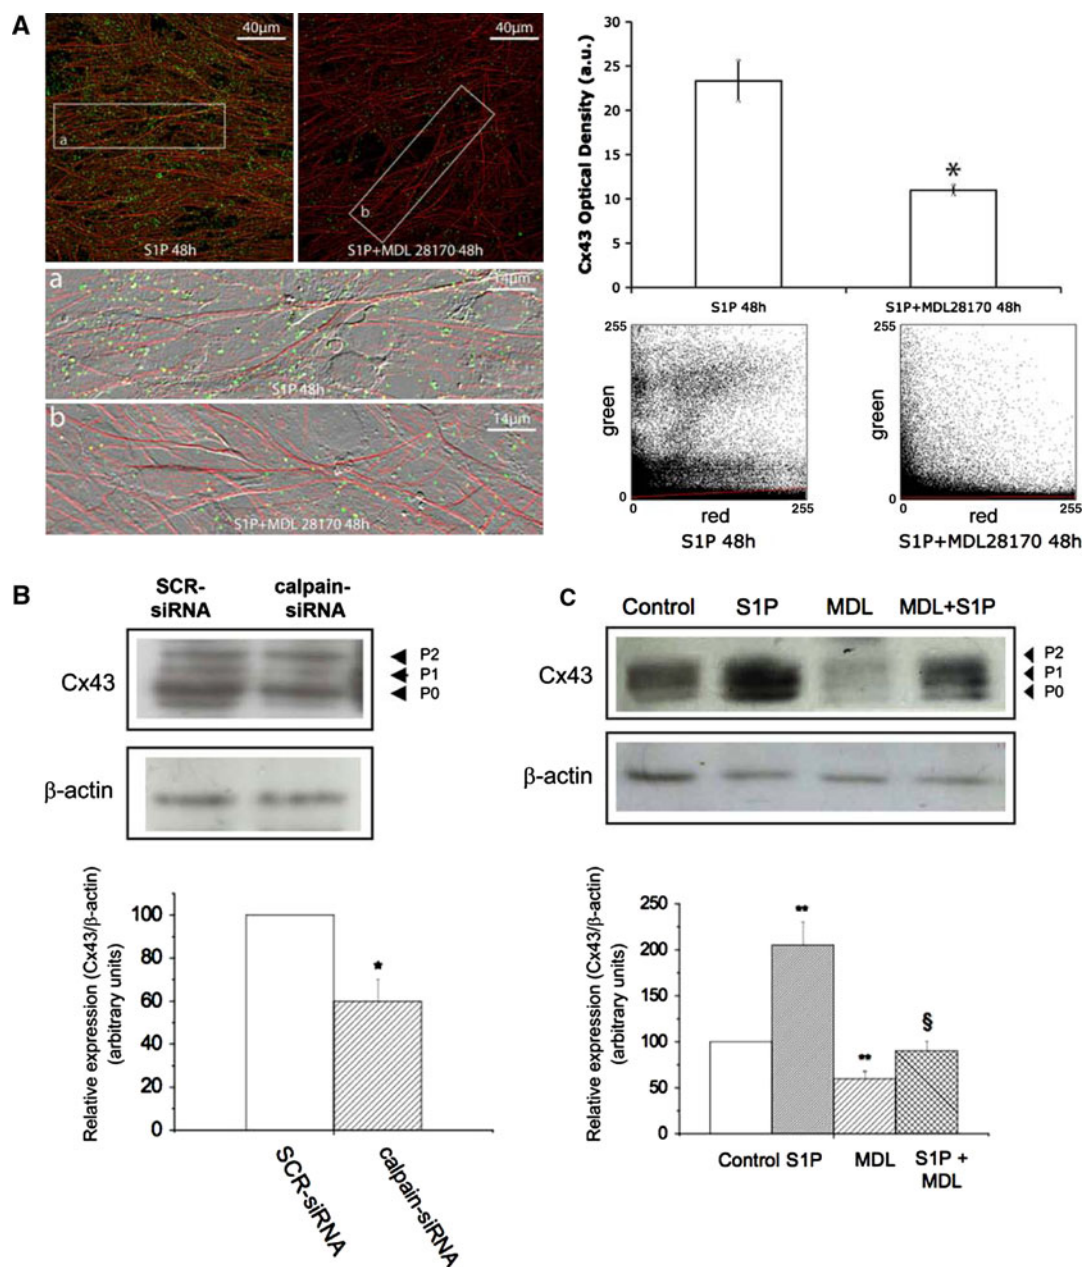 A
40µm
40µm
a
b
S1P 48h
S1P+MDL 28170 48h
a
14µm
S1P 48h
b
14µm
S1P+MDL 28170 48h
Cx43 Optical Density (a.u.)
30
25
20
15
10
5
0
*
S1P 48h
S1P+MDL28170 48h
255
green
0
0
red
255
S1P 48h
255
green
0
0
red
255
S1P+MDL28170 48h
B
SCR-
siRNA
calpain-
siRNA
Cx43
P2
P1
P0
β-actin
Relative expression (Cx43/β-actin)
(arbitrary units)
100
80
60
40
20
0
*
SCR-siRNA
calpain-siRNA
C
Control
S1P
MDL
MDL+S1P
Cx43
P2
P1
P0
β-actin
Relative expression (Cx43/β-actin)
(arbitrary units)
250
200
150
100
50
0
**
**
§
Control S1P
MDL
S1P +
MDL